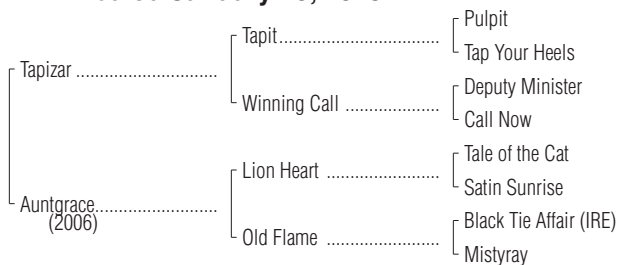 Pulpit
Tapit
Tap Your Heels
Tapizar
Deputy Minister
Winning Call
Call Now
Tale of the Cat
Lion Heart
Satin Sunrise
Auntgrace
(2006)
Black Tie Affair (IRE)
Old Flame
Mistyray